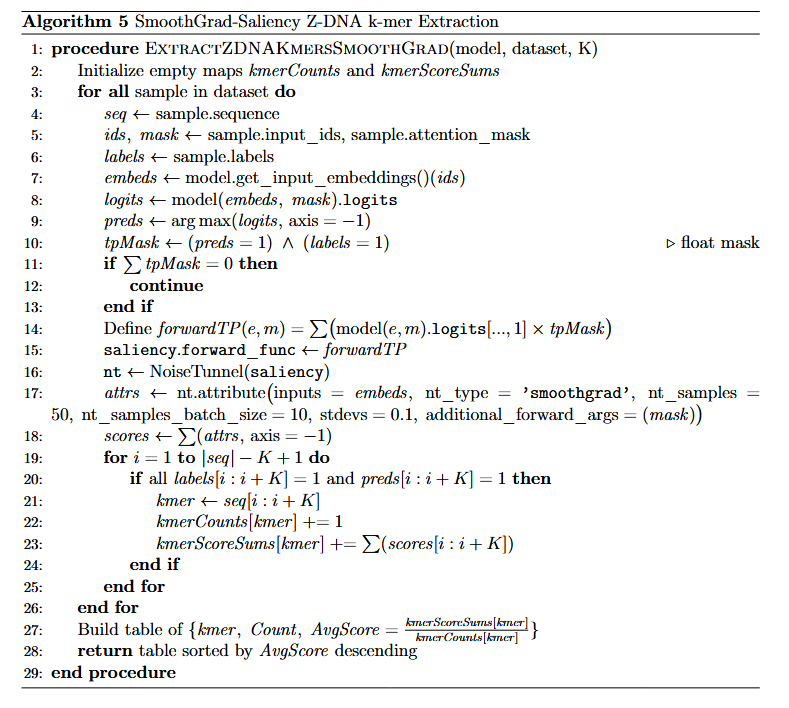 Algorithm 5 SmoothGrad-Saliency Z-DNA k-mer Extraction
1: procedure ExtractZDNAKmersSmoothGrad(model, dataset, K)
2: Initialize empty maps kmerCounts and kmerScoreSums
3: for all sample in dataset do
4: seq ← sample.sequence
5: ids, mask ← sample.input_ids, sample.attention_mask
6: labels ← sample.labels
7: embeds ← model.get_input_embeddings()(ids)
8: logits ← model(embeds, mask).logits
9: preds ← arg max(logits, axis = −1)
10: tpMask ← (preds = 1) ∧ (labels = 1) ▷ float mask
11: if ∑ tpMask = 0 then
12: continue
13: end if
14: Define forwardTP(e, m) = ∑(model(e, m).logits[..., 1] × tpMask)
15: saliency.forward_func ← forwardTP
16: nt ← NoiseTunnel(saliency)
17: attrs ← nt.attribute(inputs = embeds, nt_type = 'smoothgrad', nt_samples =
50, nt_samples_batch_size = 10, stdevs = 0.1, additional_forward_args = (mask))
18: scores ← ∑(attrs, axis = −1)
19: for i = 1 to |seq| − K + 1 do
20: if all labels[i : i + K] = 1 and preds[i : i + K] = 1 then
21: kmer ← seq[i : i + K]
22: kmerCounts[kmer] += 1
23: kmerScoreSums[kmer] += ∑(scores[i : i + K])
24: end if
25: end for
26: end for
27: Build table of {kmer, Count, AvgScore = kmerScoreSums[kmer] / kmerCounts[kmer]}
28: return table sorted by AvgScore descending
29: end procedure